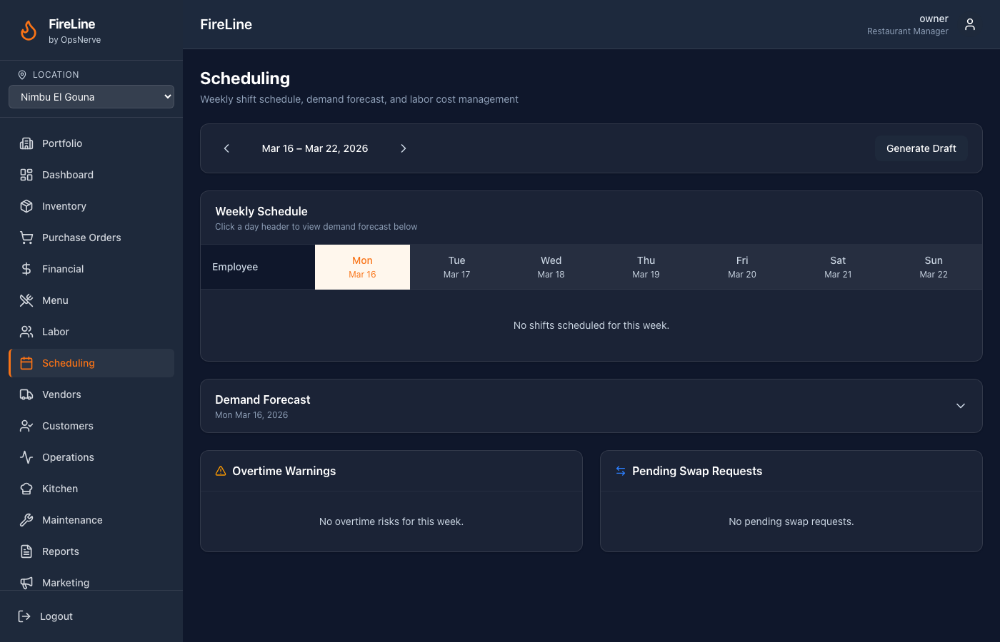 FireLine
by OpsNerve
LOCATION
Nimbu El Gouna
Portfolio
Dashboard
Inventory
Purchase Orders
Financial
Menu
Labor
Scheduling
Vendors
Customers
Operations
Kitchen
Maintenance
Reports
Marketing
Logout
FireLine
owner
Restaurant Manager
Scheduling
Weekly shift schedule, demand forecast, and labor cost management
Mar 16 – Mar 22, 2026
Generate Draft
Weekly Schedule
Click a day header to view demand forecast below
Employee
Mon
Mar 16
Tue
Mar 17
Wed
Mar 18
Thu
Mar 19
Fri
Mar 20
Sat
Mar 21
Sun
Mar 22
No shifts scheduled for this week.
Demand Forecast
Mon Mar 16, 2026
Overtime Warnings
No overtime risks for this week.
Pending Swap Requests
No pending swap requests.